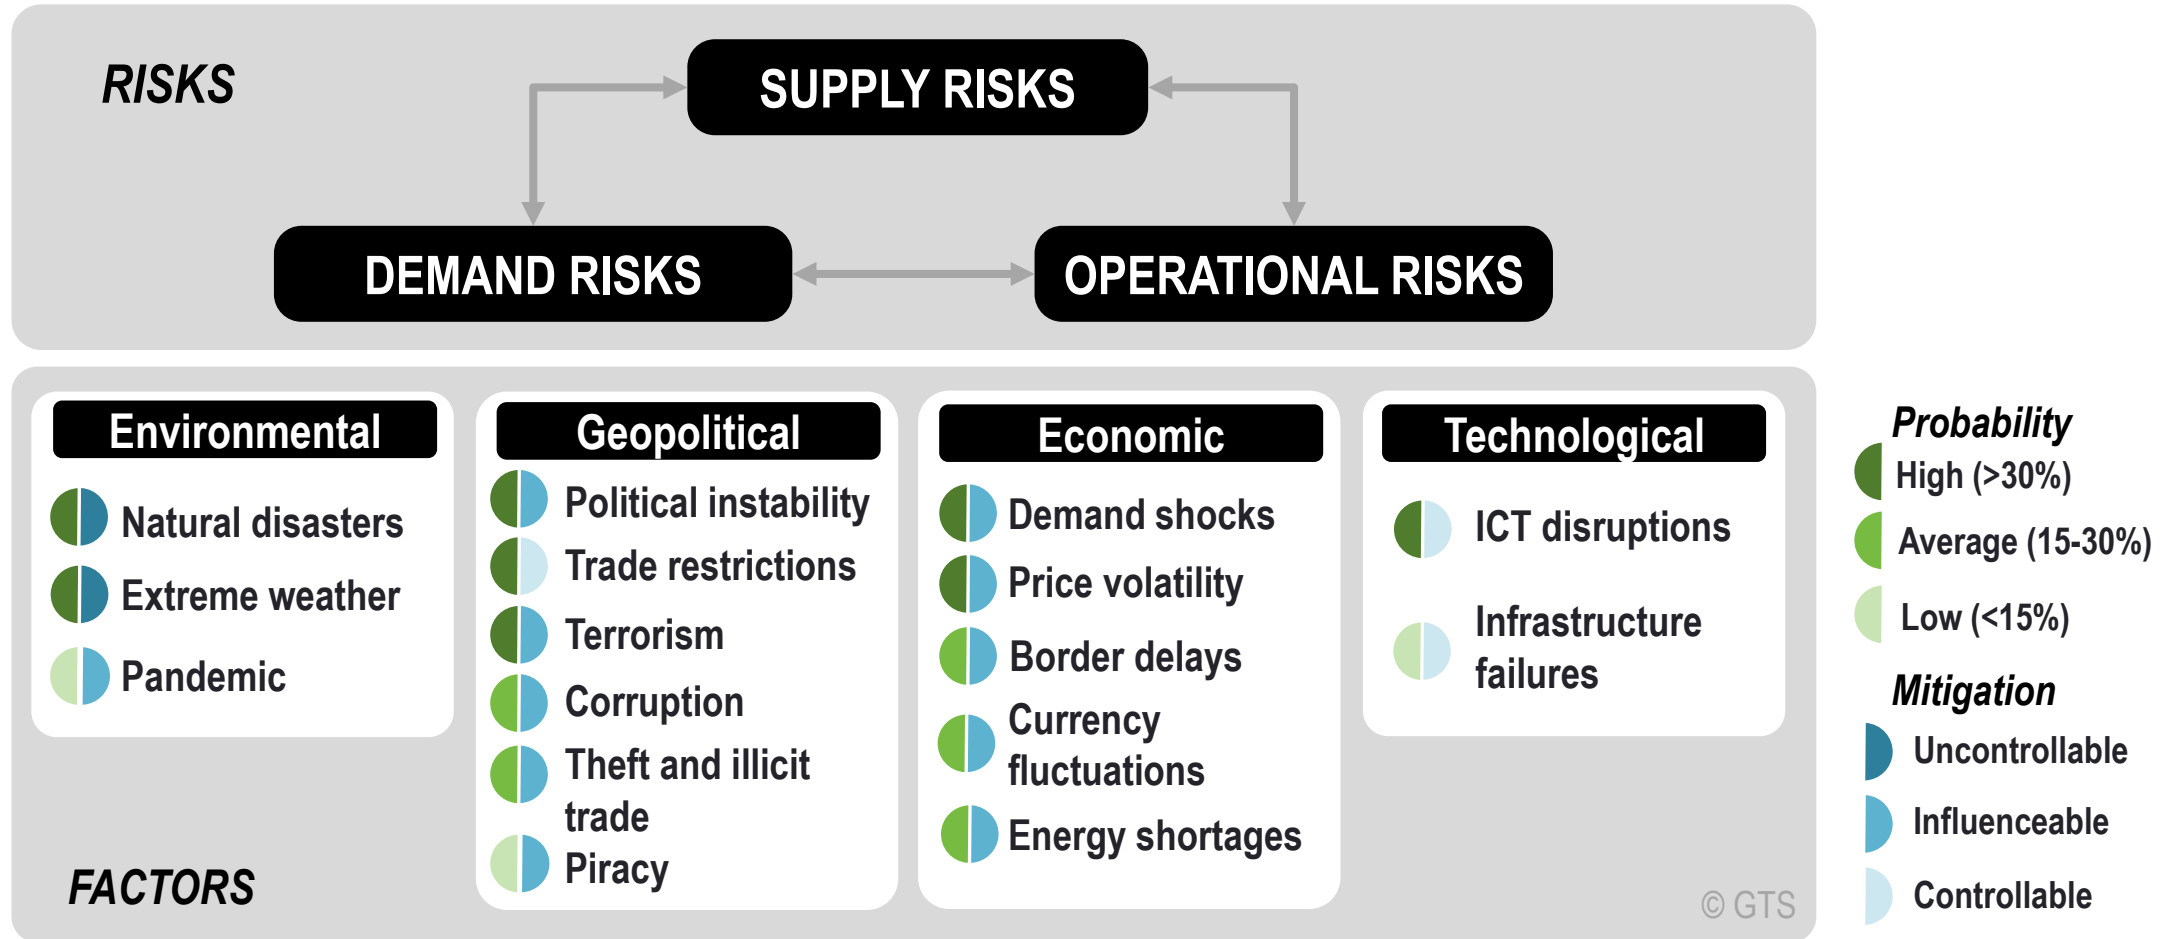 RISKS
SUPPLY RISKS
DEMAND RISKS
OPERATIONAL RISKS
Environmental
Natural disasters
Extreme weather
Pandemic
Geopolitical
Political instability
Trade restrictions
Terrorism
Corruption
Theft and illicit
trade
Piracy
Economic
Demand shocks
Price volatility
Border delays
Currency
fluctuations
Energy shortages
Technological
ICT disruptions
Infrastructure
failures
FACTORS
© GTS
Probability
High (>30%)
Average (15-30%)
Low (<15%)
Mitigation
Uncontrollable
Influenceable
Controllable